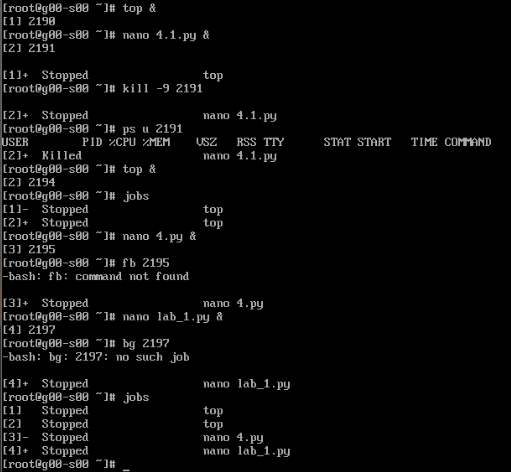 [root@g00-s00 ~]# top &
[1] 2190
[root@g00-s00 ~]# nano 4.1.py &
[2] 2191

[1]+  Stopped                 top
[root@g00-s00 ~]# kill -9 2191

[2]+  Stopped                 nano 4.1.py
[root@g00-s00 ~]# ps u 2191
USER       PID %CPU %MEM    VSZ   RSS TTY      STAT START   TIME COMMAND
[2]+  Killed                  nano 4.1.py
[root@g00-s00 ~]# top &
[2] 2194
[root@g00-s00 ~]# jobs
[1]-  Stopped                 top
[2]+  Stopped                 top
[root@g00-s00 ~]# nano 4.py &
[3] 2195
[root@g00-s00 ~]# fb 2195
-bash: fb: command not found

[3]+  Stopped                 nano 4.py
[root@g00-s00 ~]# nano lab_1.py &
[4] 2197
[root@g00-s00 ~]# bg 2197
-bash: bg: 2197: no such job

[4]+  Stopped                 nano lab_1.py
[root@g00-s00 ~]# jobs
[1]   Stopped                 top
[2]   Stopped                 top
[3]-  Stopped                 nano 4.py
[4]+  Stopped                 nano lab_1.py
[root@g00-s00 ~]# _